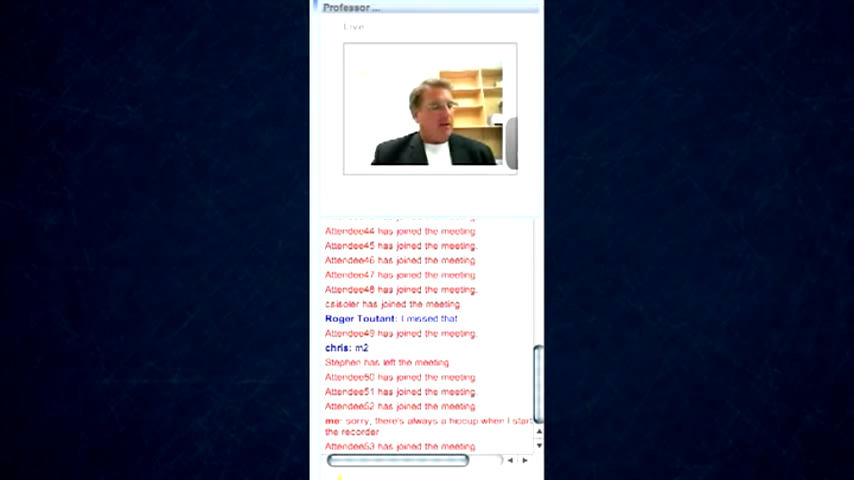 Professor ...
Live
Attendee44 has joined the meeting.
Attendee45 has joined the meeting.
Attendee46 has joined the meeting.
Attendee47 has joined the meeting.
Attendee48 has joined the meeting.
csisoler has joined the meeting.
Roger Toutant: I missed that
Attendee49 has joined the meeting.
chris: m2
Stephen has left the meeting.
Attendee50 has joined the meeting.
Attendee51 has joined the meeting.
Attendee52 has joined the meeting.
me: sorry, there's always a hiccup when I start
the recorder
Attendee53 has joined the meeting.